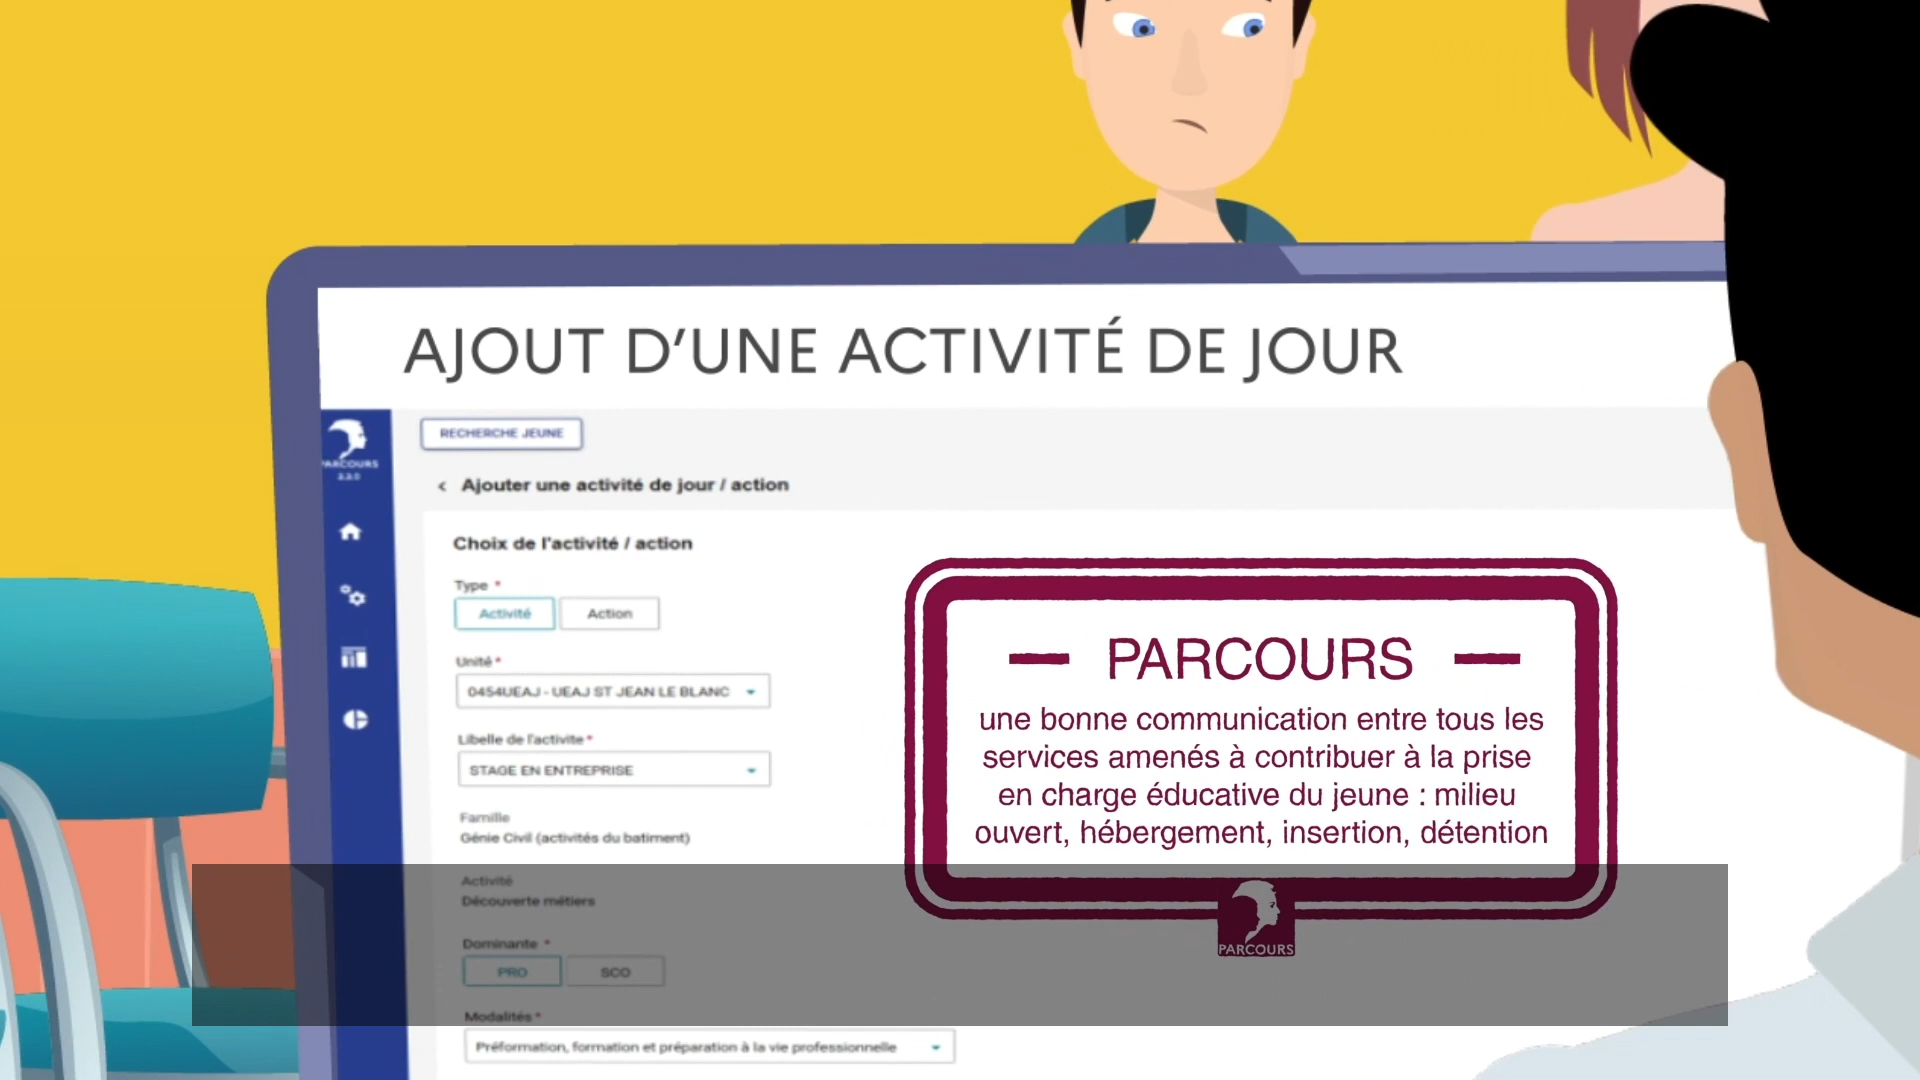 AJOUT D'UNE ACTIVITÉ DE JOUR
PARCOURS
2.2.0
RECHERCHE JEUNE
< Ajouter une activité de jour / action
Choix de l'activité / action
Type *
Activité
Action
Unité *
0454UEAJ - UEAJ ST JEAN LE BLANC
Libelle de l'activite *
STAGE EN ENTREPRISE
Famille
Génie Civil (activités du batiment)
Activité
Découverte métiers
Dominante *
PRO
SCO
Modalités *
Préformation, formation et préparation à la vie professionnelle
— PARCOURS —
une bonne communication entre tous les
services amenés à contribuer à la prise
en charge éducative du jeune : milieu
ouvert, hébergement, insertion, détention
PARCOURS